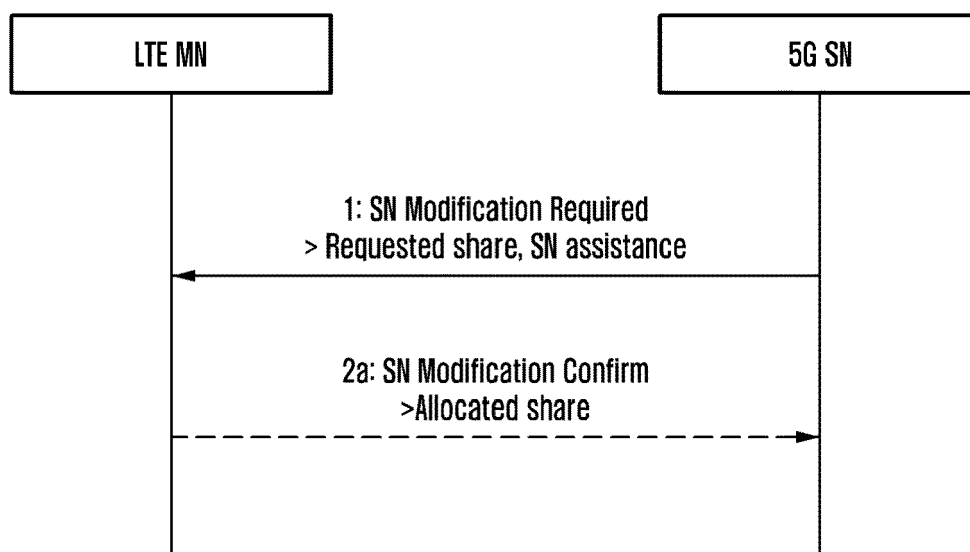 LTE MN
5G SN
1: SN Modification Required
> Requested share, SN assistance
2a: SN Modification Confirm
>Allocated share